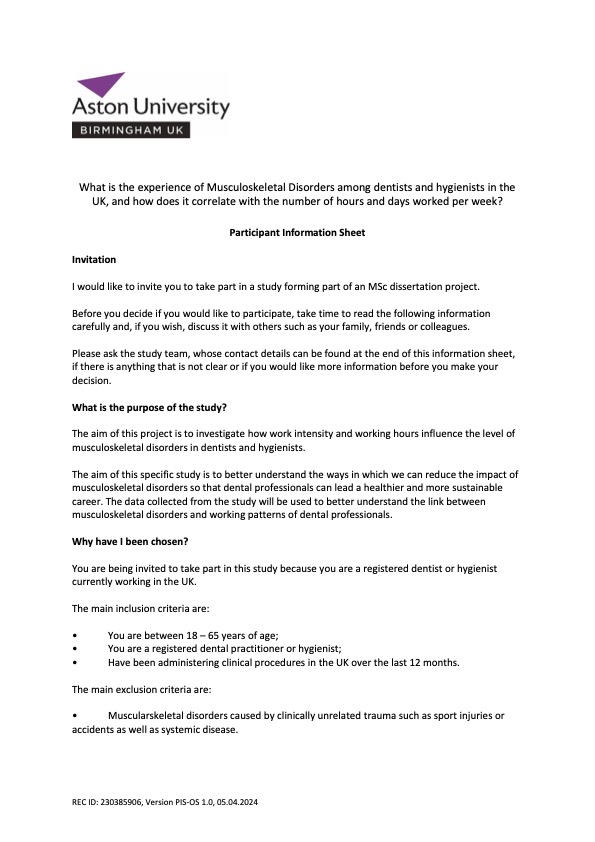 Aston University
BIRMINGHAM UK
What is the experience of Musculoskeletal Disorders among dentists and hygienists in the
UK, and how does it correlate with the number of hours and days worked per week?
Participant Information Sheet
Invitation
I would like to invite you to take part in a study forming part of an MSc dissertation project.
Before you decide if you would like to participate, take time to read the following information
carefully and, if you wish, discuss it with others such as your family, friends or colleagues.
Please ask the study team, whose contact details can be found at the end of this information sheet,
if there is anything that is not clear or if you would like more information before you make your
decision.
What is the purpose of the study?
The aim of this project is to investigate how work intensity and working hours influence the level of
musculoskeletal disorders in dentists and hygienists.
The aim of this specific study is to better understand the ways in which we can reduce the impact of
musculoskeletal disorders so that dental professionals can lead a healthier and more sustainable
career. The data collected from the study will be used to better understand the link between
musculoskeletal disorders and working patterns of dental professionals.
Why have I been chosen?
You are being invited to take part in this study because you are a registered dentist or hygienist
currently working in the UK.
The main inclusion criteria are:
• You are between 18 – 65 years of age;
• You are a registered dental practitioner or hygienist;
• Have been administering clinical procedures in the UK over the last 12 months.
The main exclusion criteria are:
• Muscularskeletal disorders caused by clinically unrelated trauma such as sport injuries or
accidents as well as systemic disease.
REC ID: 230385906, Version PIS-OS 1.0, 05.04.2024